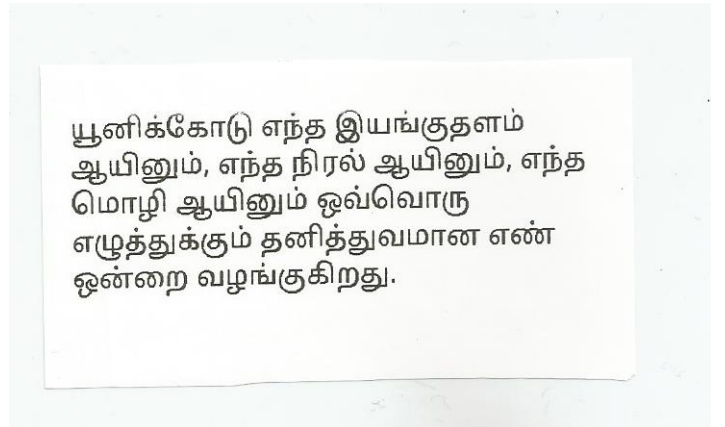 யூனிக்கோடு எந்த இயங்குதளம்
ஆயினும், எந்த நிரல் ஆயினும், எந்த
மொழி ஆயினும் ஒவ்வொரு
எழுத்துக்கும் தனித்துவமான எண்
ஒன்றை வழங்குகிறது.